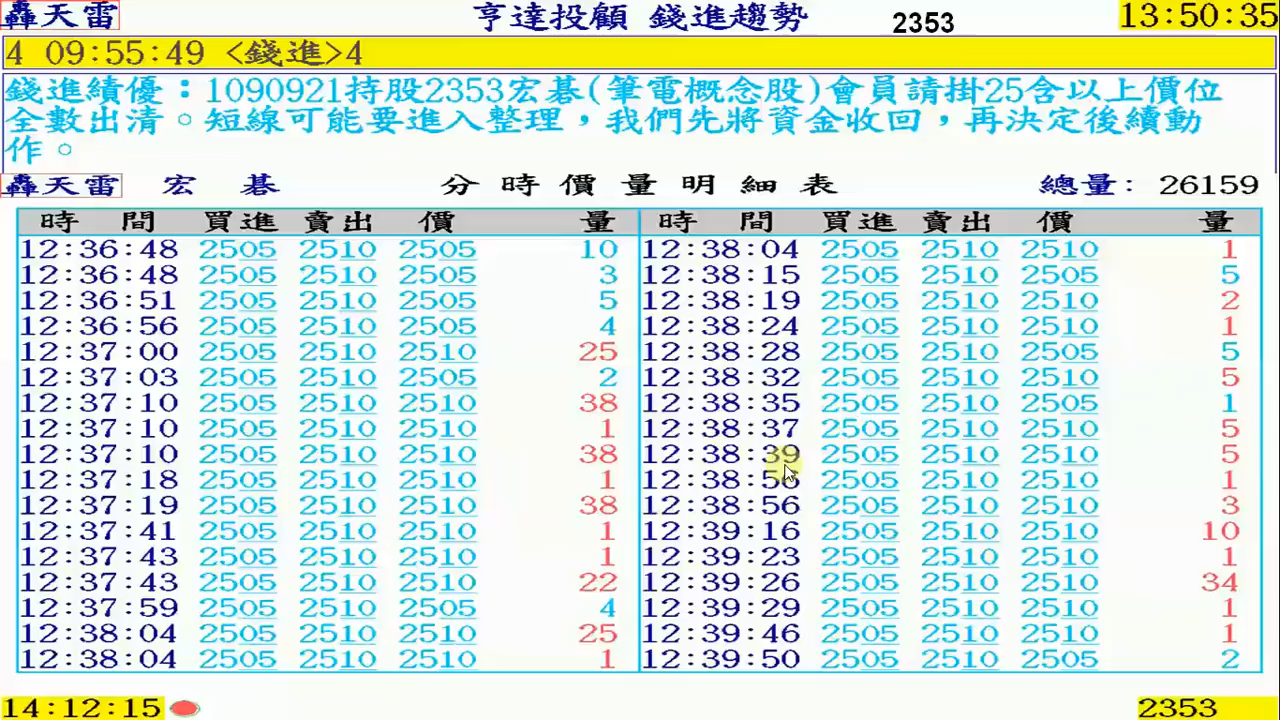 轟天雷 亨達投顧 錢進趨勢 2353 13:50:35
4 09:55:49 <錢進>4
錢進績優：1090921持股2353宏碁(筆電概念股)會員請掛25含以上價位
全數出清。短線可能要進入整理，我們先將資金收回，再決定後續動
作。
轟天雷 宏 碁 分 時 價 量 明 細 表 總量: 26159
時 間 買進 賣出 價 量 時 間 買進 賣出 價 量
12:36:48 2505 2510 2505 10 12:38:04 2505 2510 2510 1
12:36:48 2505 2510 2505 3 12:38:15 2505 2510 2505 5
12:36:51 2505 2510 2505 5 12:38:19 2505 2510 2510 2
12:36:56 2505 2510 2505 4 12:38:24 2505 2510 2510 1
12:37:00 2505 2510 2510 25 12:38:28 2505 2510 2505 5
12:37:03 2505 2510 2505 2 12:38:32 2505 2510 2510 5
12:37:10 2505 2510 2510 38 12:38:35 2505 2510 2505 1
12:37:10 2505 2510 2510 1 12:38:37 2505 2510 2510 5
12:37:10 2505 2510 2510 38 12:38:39 2505 2510 2510 5
12:37:18 2505 2510 2510 1 2505 2510 2510 1
12:37:19 2505 2510 2510 38 12:38:56 2505 2510 2510 3
12:37:41 2505 2510 2510 1 12:39:16 2505 2510 2510 10
12:37:43 2505 2510 2510 1 12:39:23 2505 2510 2510 1
12:37:43 2505 2510 2510 22 12:39:26 2505 2510 2510 34
12:37:59 2505 2510 2505 4 12:39:29 2505 2510 2510 1
12:38:04 2505 2510 2510 25 12:39:46 2505 2510 2510 1
12:38:04 2505 2510 2510 1 12:39:50 2505 2510 2505 2
14:12:15 2353